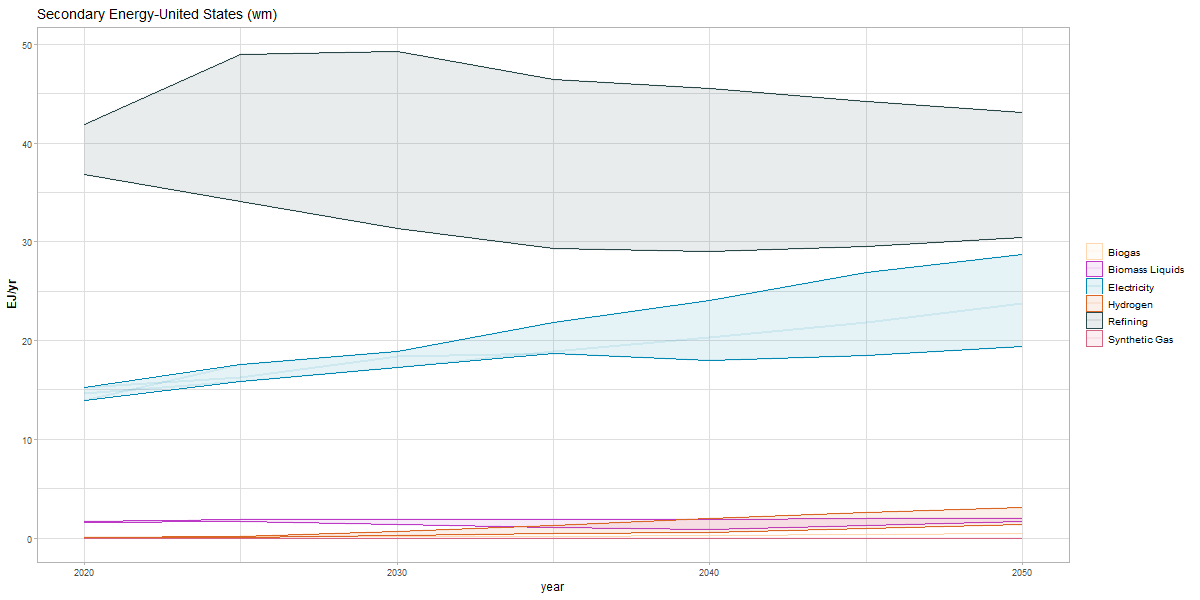 Secondary Energy-United States (wm)
50
40
30
20
10
0
EJ/yr
2020
2030
2040
2050
year
Biogas
Biomass Liquids
Electricity
Hydrogen
Refining
Synthetic Gas